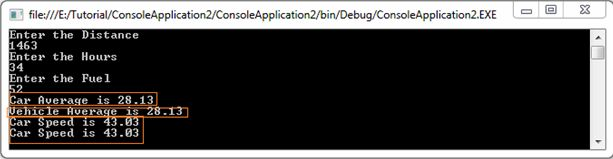 file:///E:/Tutorial/ConsoleApplication2/ConsoleApplication2/bin/Debug/ConsoleApplication2.EXE
Enter the Distance
1463
Enter the Hours
34
Enter the Fuel
52
Car Average is 28.13
Vehicle Average is 28.13
Car Speed is 43.03
Car Speed is 43.03